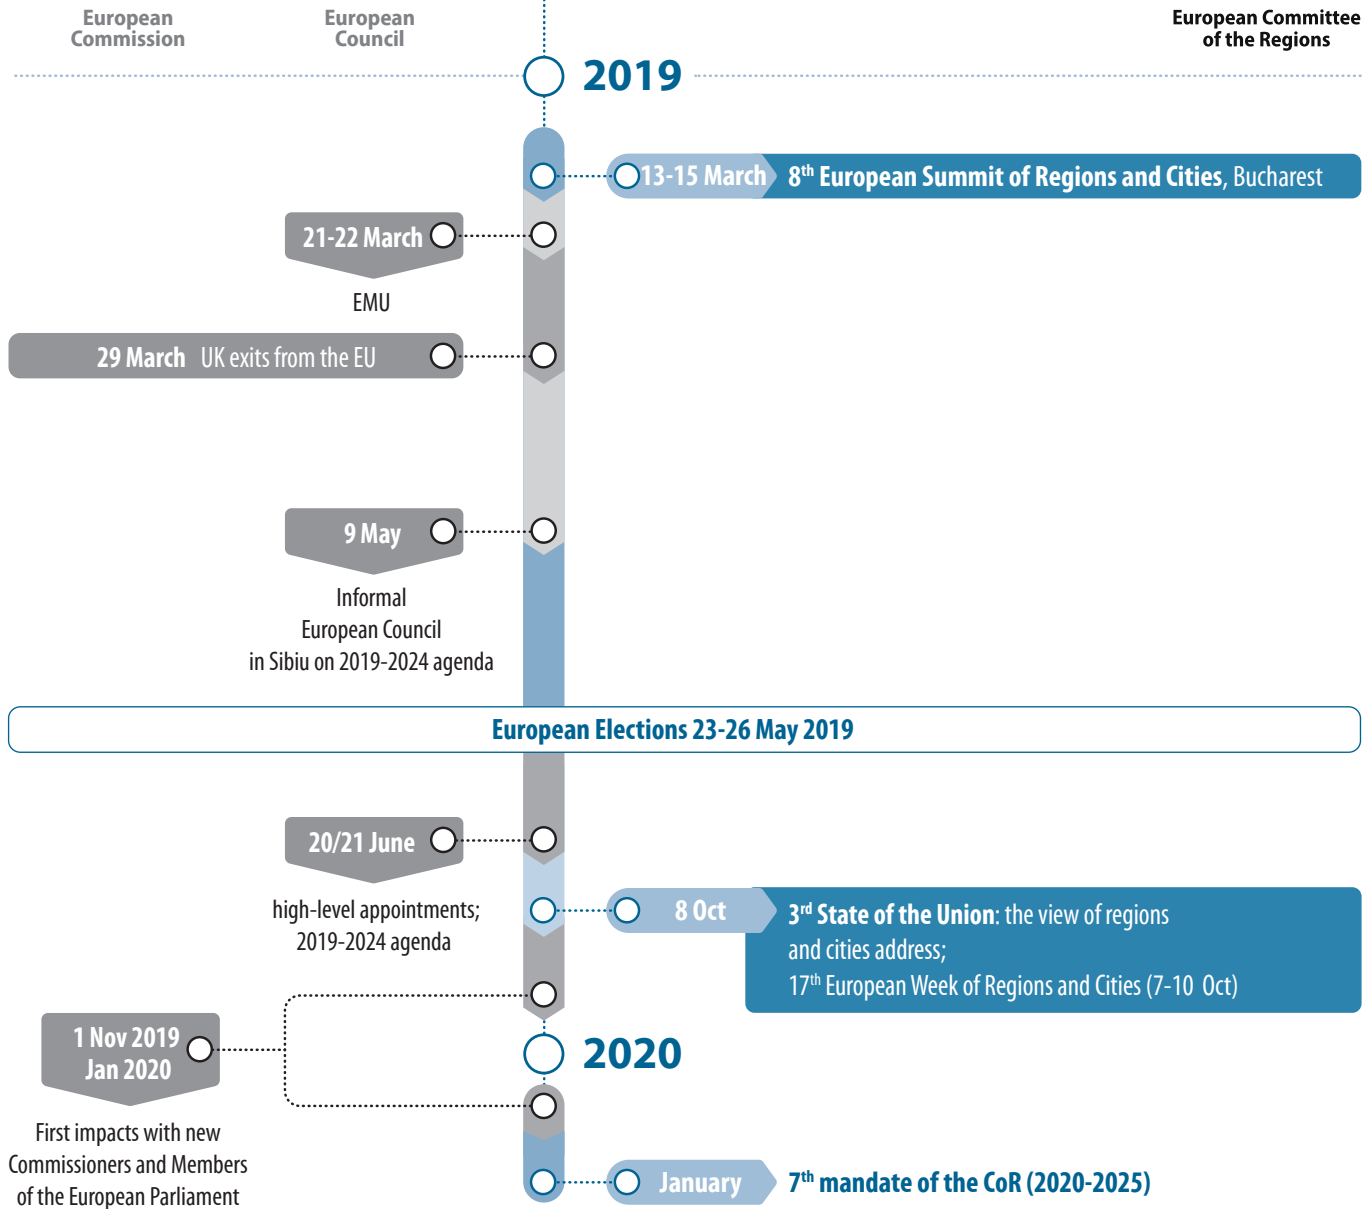 European
Commission
European
Council
European Committee
of the Regions
2019
13-15 March
8th European Summit of Regions and Cities, Bucharest
21-22 March
EMU
29 March UK exits from the EU
9 May
Informal
European Council
in Sibiu on 2019-2024 agenda
European Elections 23-26 May 2019
20/21 June
high-level appointments;
2019-2024 agenda
8 Oct
3rd State of the Union: the view of regions
and cities address;
17th European Week of Regions and Cities (7-10 Oct)
1 Nov 2019
Jan 2020
First impacts with new
Commissioners and Members
of the European Parliament
2020
January
7th mandate of the CoR (2020-2025)